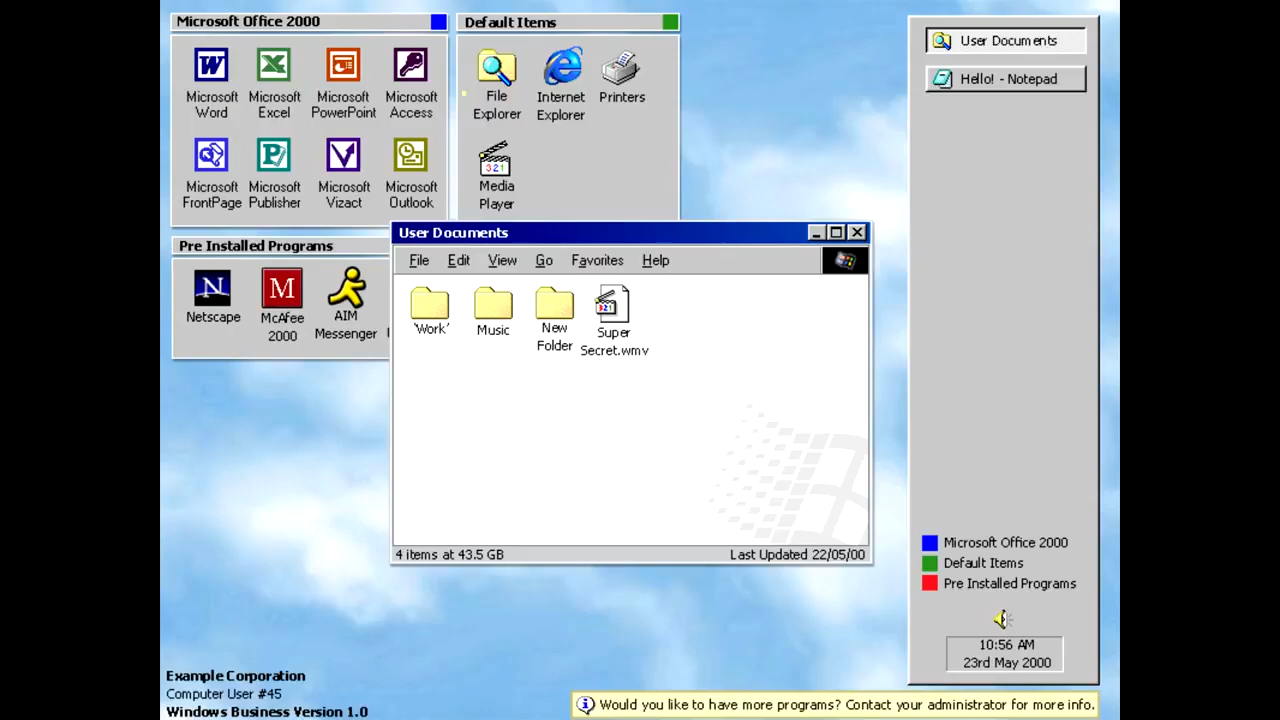 Microsoft Office 2000
Microsoft Word
Microsoft Excel
Microsoft PowerPoint
Microsoft Access
Microsoft FrontPage
Microsoft Publisher
Microsoft Vizact
Microsoft Outlook
Default Items
File Explorer
Internet Explorer
Printers
321
Media Player
Pre Installed Programs
N
Netscape
M
McAfee 2000
AIM Messenger
User Documents
File Edit View Go Favorites Help
'Work'
Music
New Folder
321
Super Secret.wmv
4 items at 43.5 GB
Last Updated 22/05/00
User Documents
Hello! - Notepad
Microsoft Office 2000
Default Items
Pre Installed Programs
10:56 AM
23rd May 2000
Example Corporation
Computer User #45
Windows Business Version 1.0
Would you like to have more programs? Contact your administrator for more info.